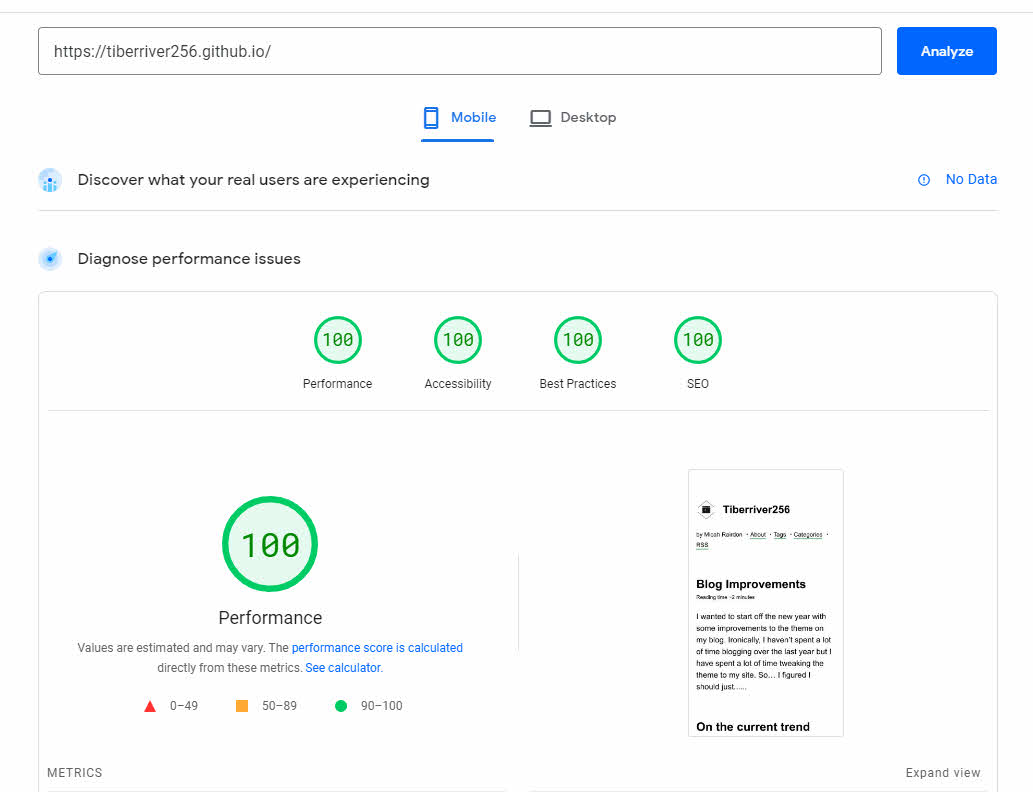 https://tiberriver256.github.io/
Analyze
Mobile
Desktop
Discover what your real users are experiencing
No Data
Diagnose performance issues
100
100
100
100
Performance
Accessibility
Best Practices
SEO
100
Performance
Values are estimated and may vary. The performance score is calculated
directly from these metrics. See calculator.
0–49
50–89
90–100
Tiberriver256
by Micah Rairdon • About • Tags • Categories •
RSS
Blog Improvements
Reading time ~2 minutes
I wanted to start off the new year with
some improvements to the theme on
my blog. Ironically, I haven't spent a lot
of time blogging over the last year but I
have spent a lot of time tweaking the
theme to my site. So... I figured I
should just......
On the current trend
METRICS
Expand view